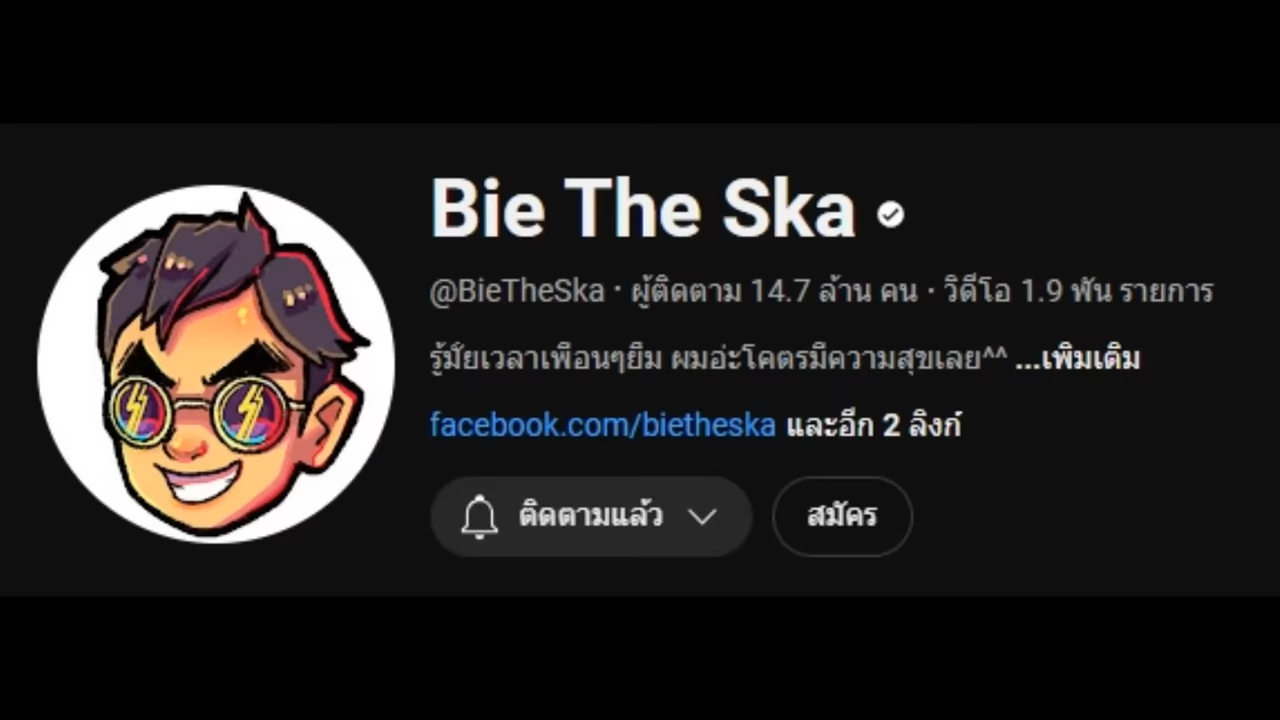 Bie The Ska
@BieTheSka · ผู้ติดตาม 14.7 ล้าน คน · วิดีโอ 1.9 พัน รายการ
รู้มั้ยเวลาเพื่อนๆยิ้ม ผมอ่ะโคตรมีความสุขเลย^^ ...เพิ่มเติม
facebook.com/bietheska และอีก 2 ลิงก์
ติดตามแล้ว
สมัคร